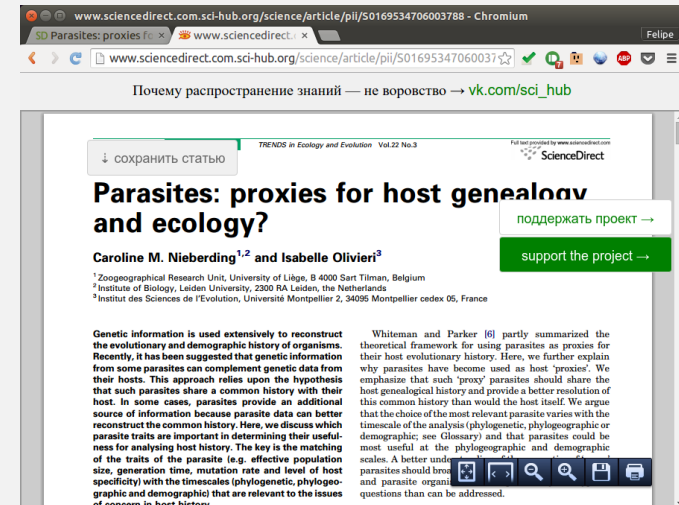 www.sciencedirect.com.sci-hub.org/science/article/pii/S0169534706003788 - Chromium
SD Parasites: proxies fo
www.sciencedirect.
Felipe
www.sciencedirect.com.sci-hub.org/science/article/pii/S01695347060037
7
ABP
Почему распространение знаний — не воровство → vk.com/sci_hub
TRENDS in Ecology and Evolution Vol.22 No.3
Full text provided by www.sciencedirect.com
ScienceDirect
↓ сохранить статью
Parasites: proxies for host genealogy
and ecology?
поддержать проект →
support the project →
Caroline M. Nieberding1,2 and Isabelle Olivieri3
1 Zoogeographical Research Unit, University of Liège, B 4000 Sart Tilman, Belgium
2 Institute of Biology, Leiden University, 2300 RA Leiden, the Netherlands
3 Institut des Sciences de l'Evolution, Université Montpellier 2, 34095 Montpellier cedex 05, France
Genetic information is used extensively to reconstruct
the evolutionary and demographic history of organisms.
Recently, it has been suggested that genetic information
from some parasites can complement genetic data from
their hosts. This approach relies upon the hypothesis
that such parasites share a common history with their
host. In some cases, parasites provide an additional
source of information because parasite data can better
reconstruct the common history. Here, we discuss which
parasite traits are important in determining their useful-
ness for analysing host history. The key is the matching
of the traits of the parasite (e.g. effective population
size, generation time, mutation rate and level of host
specificity) with the timescales (phylogenetic, phylogeo-
graphic and demographic) that are relevant to the issues
of concern in host history.
Whiteman and Parker [6] partly summarized the
theoretical framework for using parasites as proxies for
their host evolutionary history. Here, we further explain
why parasites have become used as host 'proxies'. We
emphasize that such 'proxy' parasites should share the
host genealogical history and provide a better resolution of
this common history than would the host itself. We argue
that the choice of the most relevant parasite varies with the
timescale of the analysis (phylogenetic, phylogeographic or
demographic; see Glossary) and that parasites could be
most useful at the phylogeographic and demographic
scales. A better
parasites should
and parasite
questions than can be addressed.